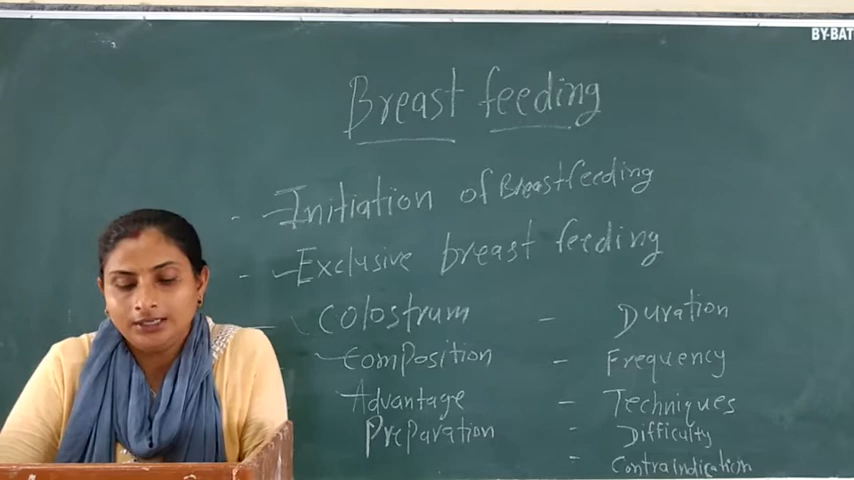 BY-BAT
Breast feeding
- Initiation of Breastfeeding
- Exclusive breast feeding
Colostrum - Duration
Composition - Frequency
Advantage - Techniques
Preparation - Difficulty
- Contraindication